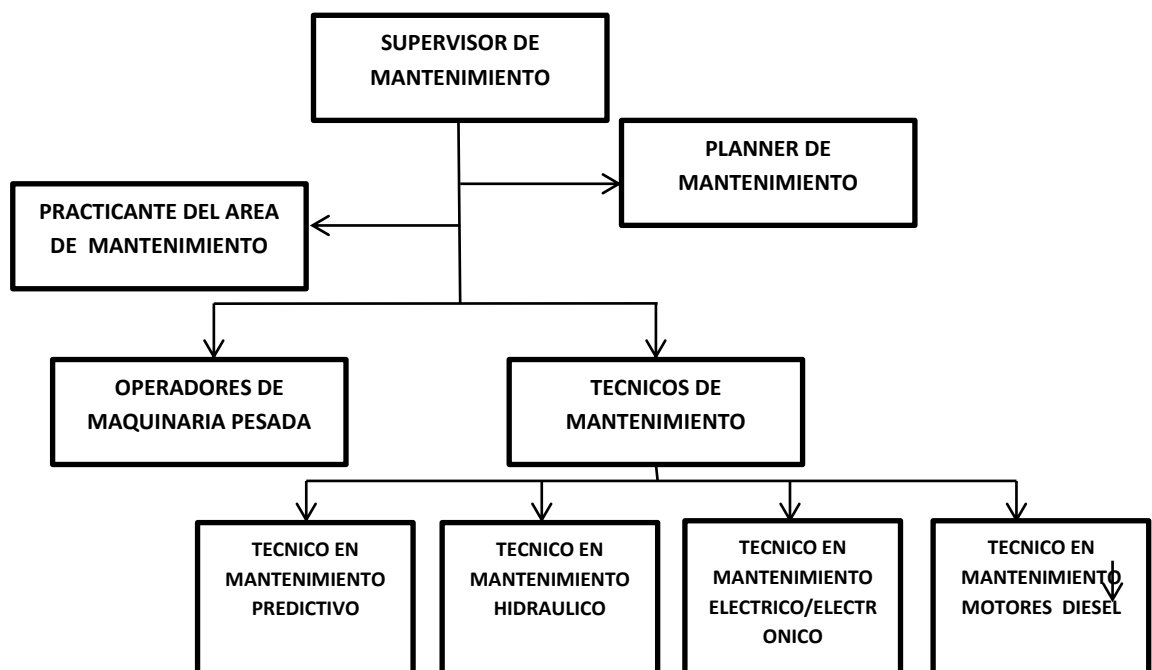 SUPERVISOR DE
MANTENIMIENTO
PLANNER DE
MANTENIMIENTO
PRACTICANTE DEL AREA
DE MANTENIMIENTO
OPERADORES DE
MAQUINARIA PESADA
TECNICOS DE
MANTENIMIENTO
TECNICO EN
MANTENIMIENTO
PREDICTIVO
TECNICO EN
MANTENIMIENTO
HIDRAULICO
TECNICO EN
MANTENIMIENTO
ELECTRICO/ELECTR
ONICO
TECNICO EN
MANTENIMIENTO
MOTORES DIESEL